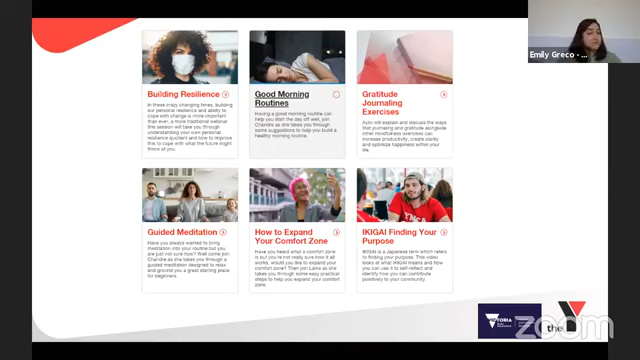 Emily Greco - ...
Building Resilience
In these crazy changing times, building
our personal resilience and ability
to cope with change is more important
than ever, a more traditional webinar
this session will take you through
understanding your own personal
resilience quotient and how to improve
this to cope with what the future might
throw at you.
Good Morning
Routines
Having a good morning routine can
help start the day off well, join
Chandre as she takes you through
some suggestions to help you build a
healthy morning routine.
Gratitude
Journaling
Exercises
Aylin will explain and discuss the ways
that journaling and gratitude alongside
other mindfulness exercises can
increase productivity, create clarity
and optimize happiness within your
life.
Guided Meditation
Have you always wanted to bring
meditation into your routine but you
are just not sure how? Well come join
Chandre as she takes you through a
guided meditation designed to relax
and ground you a great starting place
for beginners.
How to Expand
Your Comfort Zone
Have you heard what a comfort zone
is but you're not really sure how it all
works, would you like to expand your
comfort zone? Then join Laere as she
takes you through some easy practical
steps to help you expand your comfort
zone.
IKIGAI Finding Your
Purpose
IKIGAI is a Japanese term which refers
to finding your purpose. This video
looks at what IKIGAI means and how
you can use it to self-reflect and
identify how you can contribute
positively to your community.
YMCA
VICTORIA
the Y
zoom